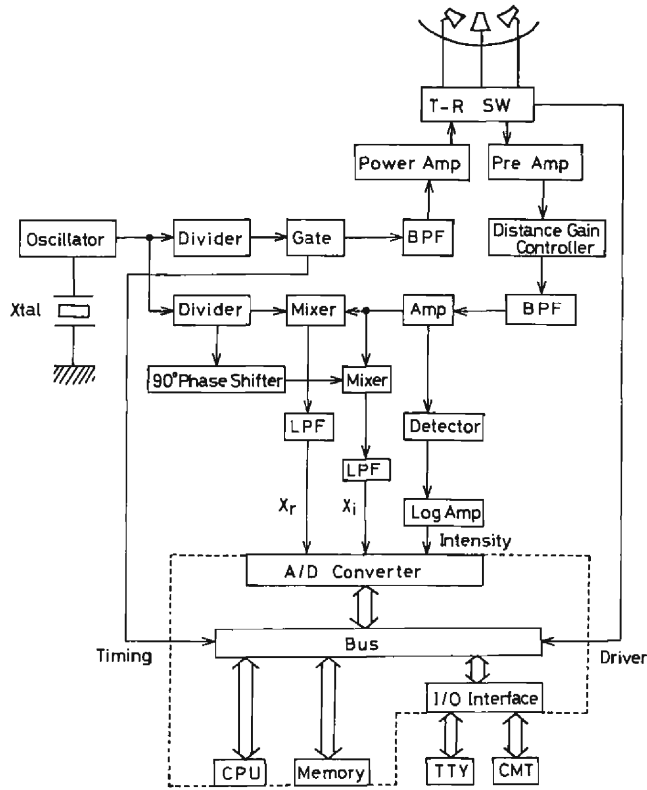 T-R SW
Power Amp
Pre Amp
Oscillator
Divider
Gate
BPF
Distance Gain
Controller
Xtal
Divider
Mixer
Amp
BPF
90° Phase Shifter
Mixer
LPF
Detector
LPF
Xr
Xi
Log Amp
Intensity
A/D Converter
Bus
Timing
Driver
I/O Interface
CPU
Memory
TTY
CMT